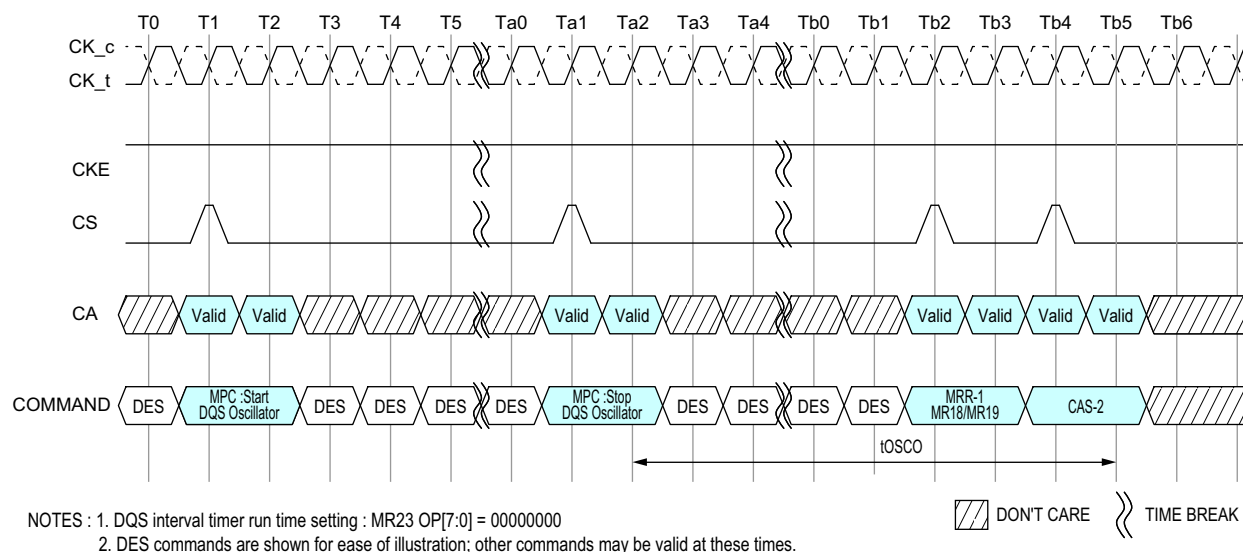 T0 T1 T2 T3 T4 T5 Ta0 Ta1 Ta2 Ta3 Ta4 Tb0 Tb1 Tb2 Tb3 Tb4 Tb5 Tb6
CK_c
CK_t
CKE
CS
CA Valid Valid Valid Valid Valid Valid Valid Valid
COMMAND DES MPC :Start DES DES DES DES MPC :Stop DES DES DES DES MRR-1 CAS-2
DQS Oscillator DQS Oscillator MR18/MR19
tOSCO
NOTES : 1. DQS interval timer run time setting : MR23 OP[7:0] = 00000000
2. DES commands are shown for ease of illustration; other commands may be valid at these times.
DON'T CARE TIME BREAK